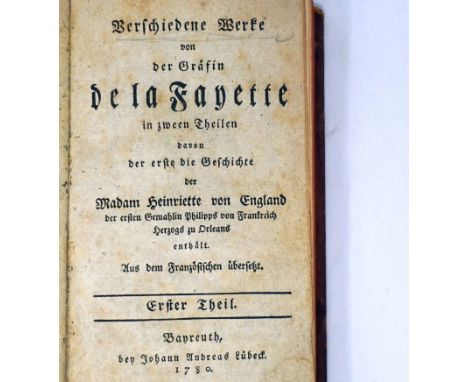 Verschiedene Werke
von
der Gräfin
de la Fayette
in zween Theilen
davon
der erste die Geschichte
der
Madam Heinriette von England
der ersten Gemahlin Philipps von Frankreich
Herzogs zu Orleans
enthält.
Aus dem Französischen übersetzt.
Erster Theil.
Bayreuth,
bey Johann Andreas Lübeck.
1780.